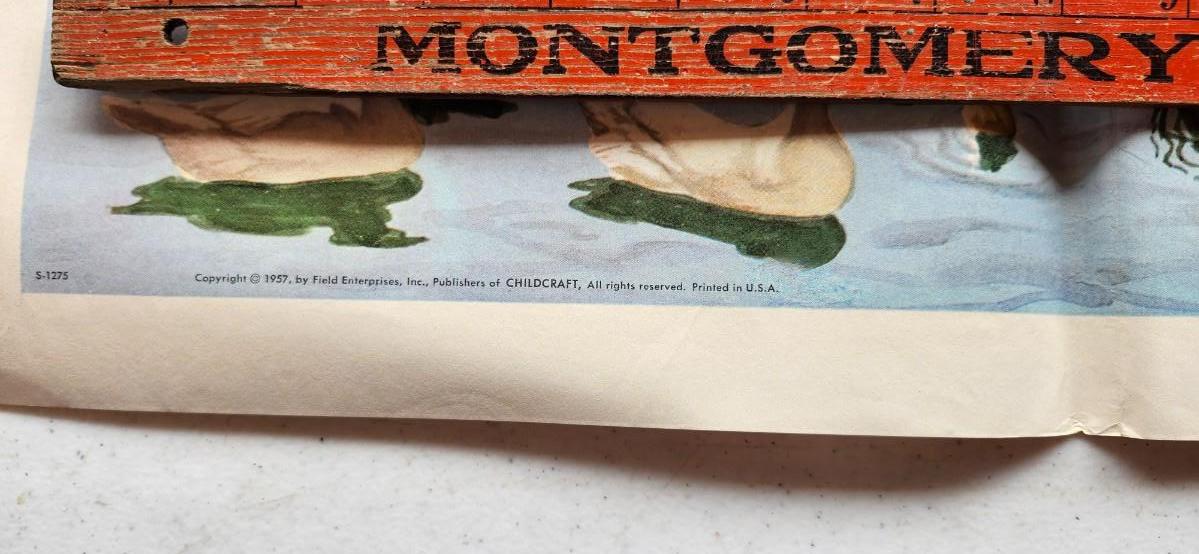 MONTGOMERY
S-1275
Copyright © 1957, by Field Enterprises, Inc., Publishers of CHILDCRAFT, All rights reserved. Printed in U.S.A.